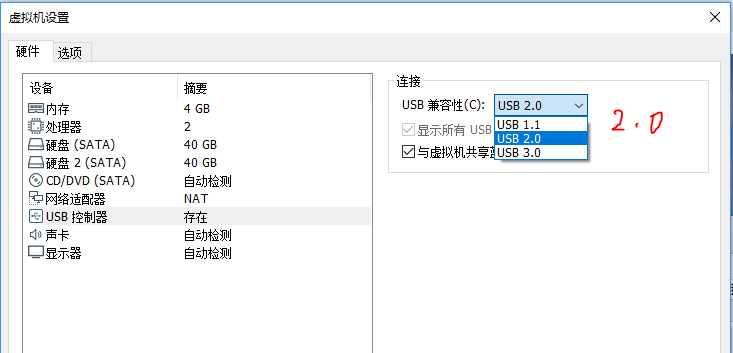 虚拟机设置
硬件 选项
设备 摘要
内存 4 GB
处理器 2
硬盘 (SATA) 40 GB
硬盘 2 (SATA) 40 GB
CD/DVD (SATA) 自动检测
网络适配器 NAT
USB 控制器 存在
声卡 自动检测
显示器 自动检测
连接
USB 兼容性(C): USB 2.0
USB 1.1
USB 2.0
USB 3.0
显示所有 USB
与虚拟机共享
2.0